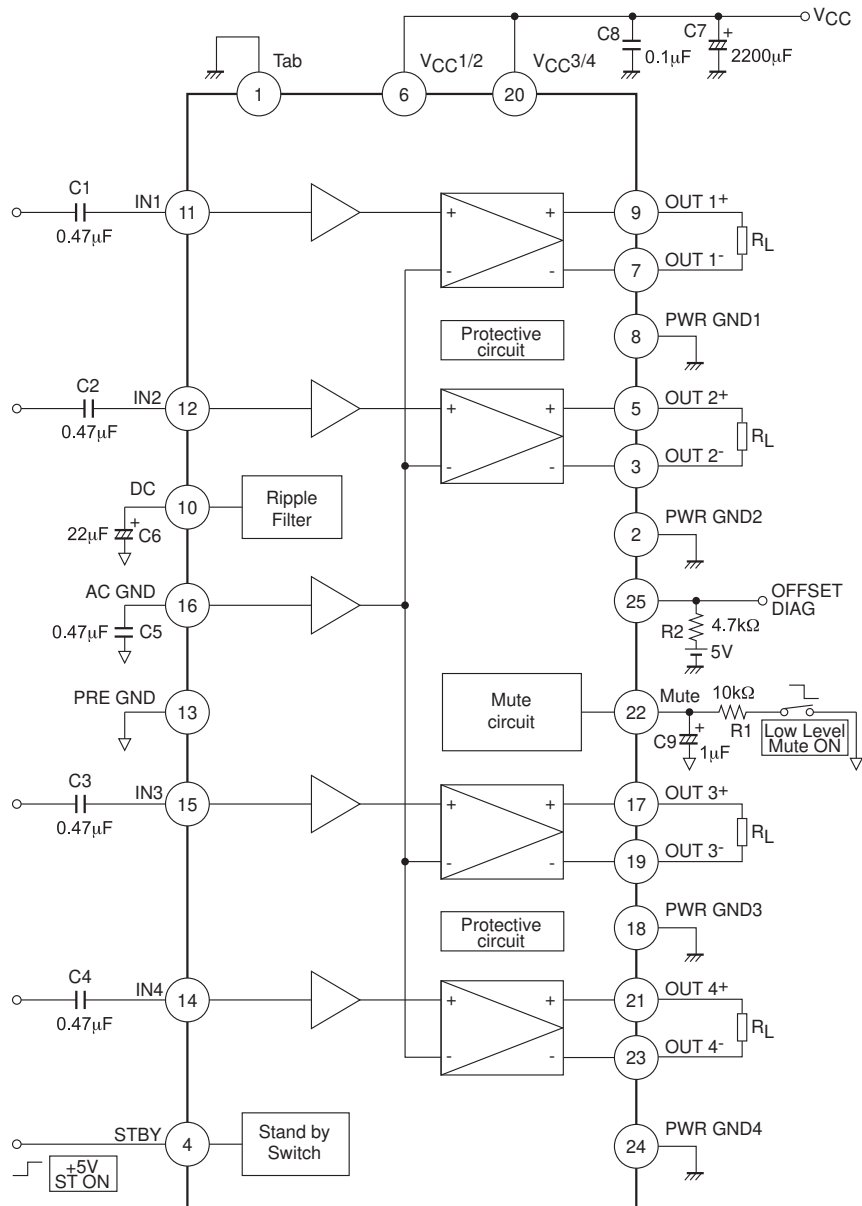 C8
0.1µF
C7
+
2200µF
VCC
Tab
1
VCC1/2
6
VCC3/4
20
C1
0.47µF
IN1
11
+
-
+
-
9
OUT 1+
7
OUT 1-
RL
Protective
circuit
8
PWR GND1
C2
0.47µF
IN2
12
+
-
+
-
5
OUT 2+
3
OUT 2-
RL
DC
10
+
22µF
C6
Ripple
Filter
2
PWR GND2
AC GND
16
0.47µF
C5
25
OFFSET
DIAG
R2
4.7kΩ
5V
PRE GND
13
Mute
circuit
22
Mute
10kΩ
R1
+
C9
1µF
Low Level
Mute ON
C3
0.47µF
IN3
15
+
-
+
-
17
OUT 3+
19
OUT 3-
RL
Protective
circuit
18
PWR GND3
C4
0.47µF
IN4
14
+
-
+
-
21
OUT 4+
23
OUT 4-
RL
STBY
4
+5V
ST ON
Stand by
Switch
24
PWR GND4